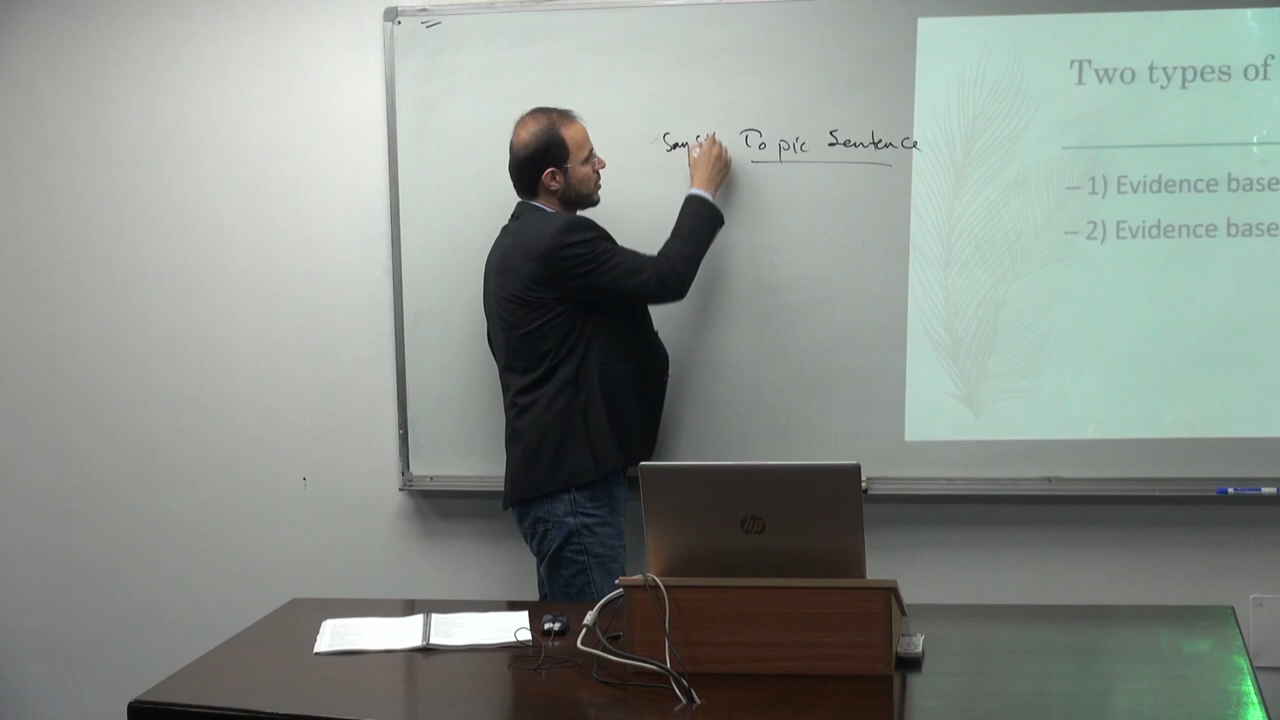 Topic Sentence
Two types of
– 1) Evidence base
– 2) Evidence base
hp